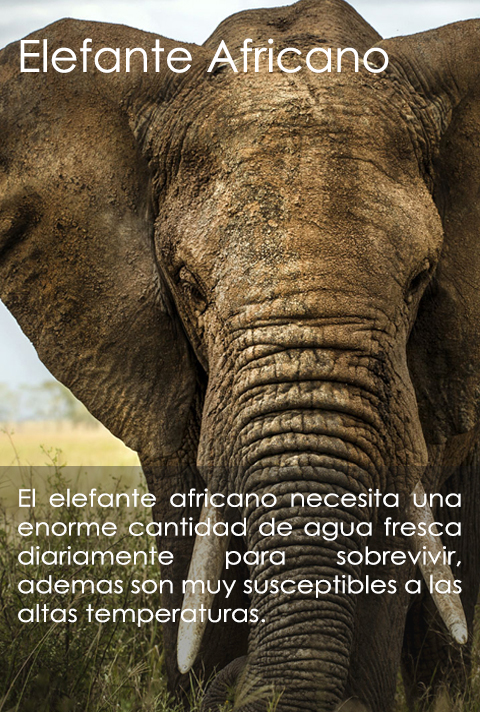 Elefante Africano
El elefante africano necesita una
enorme cantidad de agua fresca
diariamente para sobrevivir,
ademas son muy susceptibles a las
altas temperaturas.